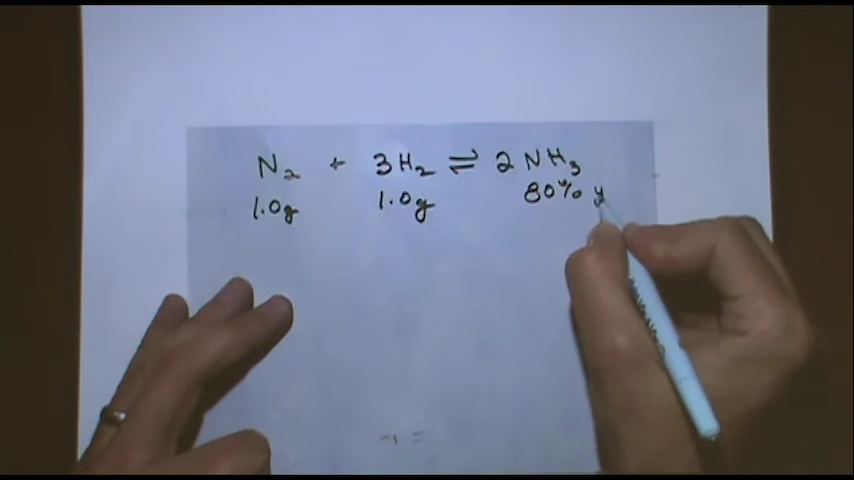 N₂ + 3H₂ ⇌ 2NH₃
1.0g 1.0g 80% y